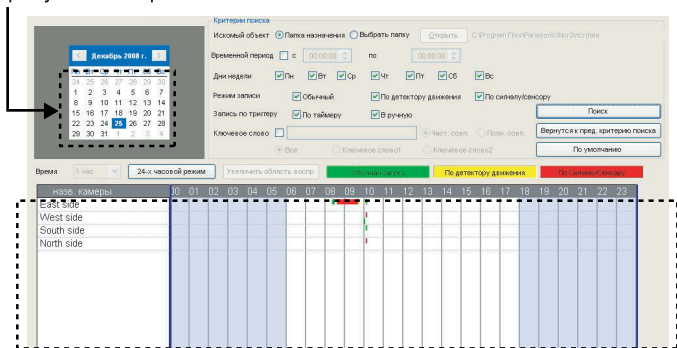 Критерии поиска
Искомый объект Папка назначения Выбрать папку Открыть C:\Program Files\Panasonic\Ncr3\ncrdata
Временной период с 00:00:00 по 00:00:00
Дни недели Пн Вт Ср Чт Пт Сб Вс
Режим записи Обычный По детектору движения По сигналу/сенсору
Запись по триггеру По таймеру В ручную
Ключевое слово Част. совп. Полн. совп.
Все Ключевое слово1 Ключевое слово2
Поиск
Вернутся к пред. критерию поиска
По умолчанию
Декабрь 2008 г.
24 25 26 27 28 29 30
1 2 3 4 5 6 7
8 9 10 11 12 13 14
15 16 17 18 19 20 21
22 23 24 25 26 27 28
29 30 31 1 2 3 4
Время 1 час 24-х часовой режим Увеличить область воспр. Обычная запись По детектору движения По Сигналу/Сенсору
назв. камеры 00 01 02 03 04 05 06 07 08 09 10 11 12 13 14 15 16 17 18 19 20 21 22 23
East side
West side
South side
North side